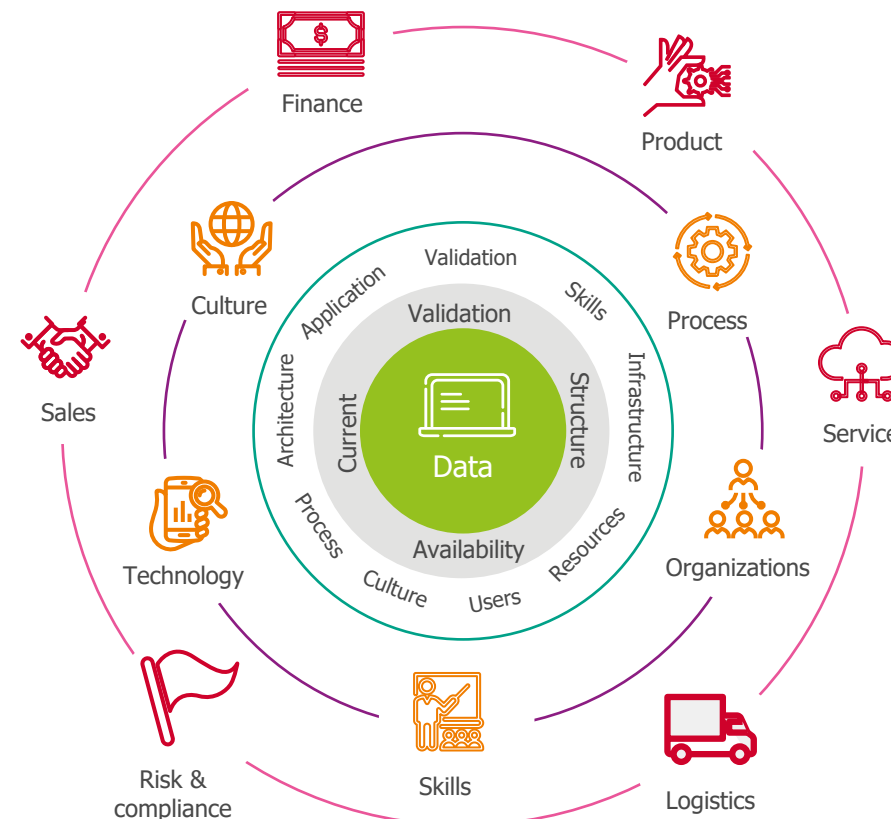 $
Finance
Product
Culture
Process
Validation
Application
Skills
Validation
Sales
Architecture
Current
Structure
Infrastructure
Service
Data
Technology
Process
Availability
Resources
Organizations
Culture
Users
Skills
Risk &
compliance
Logistics